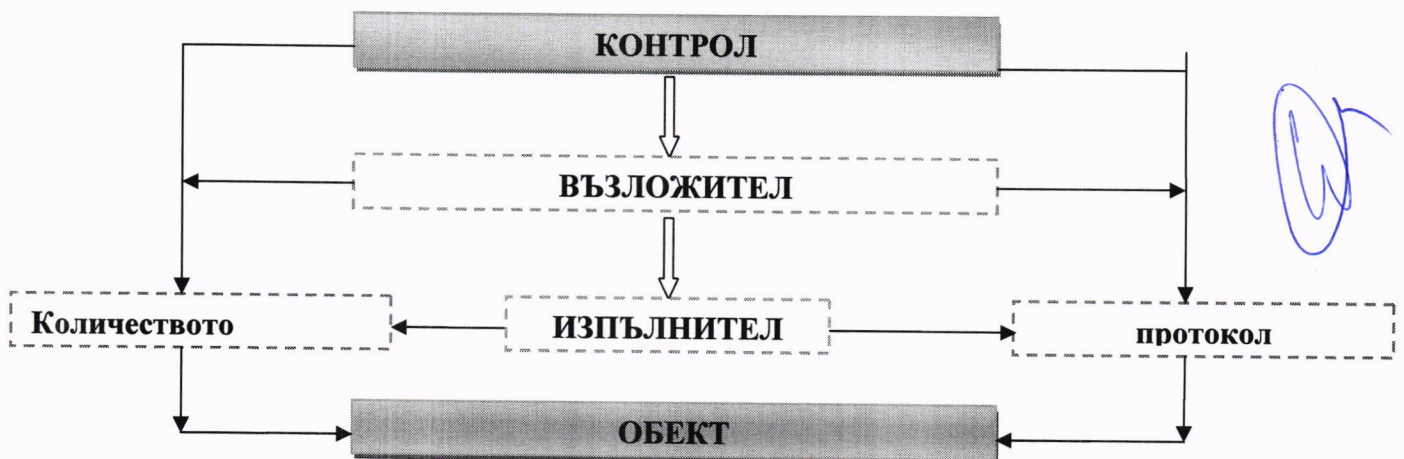 КОНТРОЛ
ВЪЗЛОЖИТЕЛ
Количеството
ИЗПЪЛНИТЕЛ
протокол
ОБЕКТ